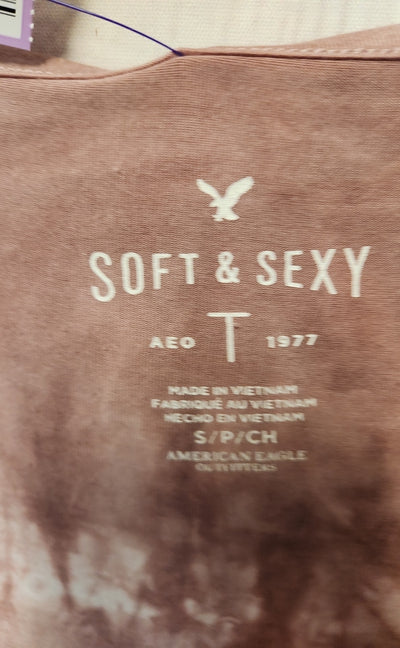 SOFT & SEXY
AEO T 1977
MADE IN VIETNAM
FABRIQUÉ AU VIETNAM
HECHO EN VIETNAM
S/P/CH
AMERICAN EAGLE
OUTFITTERS